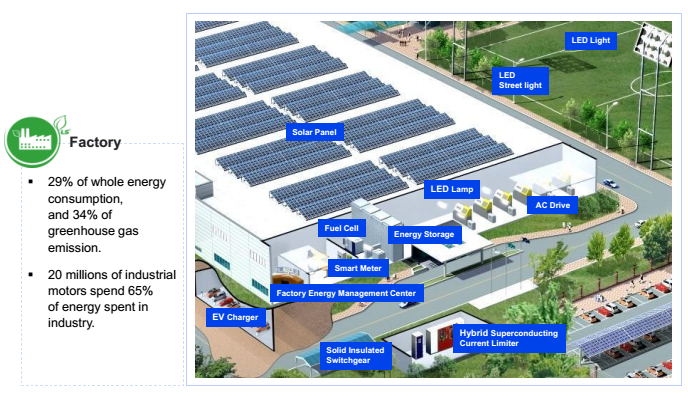 LS
Factory
▪ 29% of whole energy
consumption,
and 34% of
greenhouse gas
emission.
▪ 20 millions of industrial
motors spend 65%
of energy spent in
industry.
LED Light
LED
Street light
Solar Panel
LED Lamp
AC Drive
Fuel Cell
Energy Storage
Smart Meter
Factory Energy Management Center
EV Charger
Hybrid Superconducting
Current Limiter
Solid Insulated
Switchgear